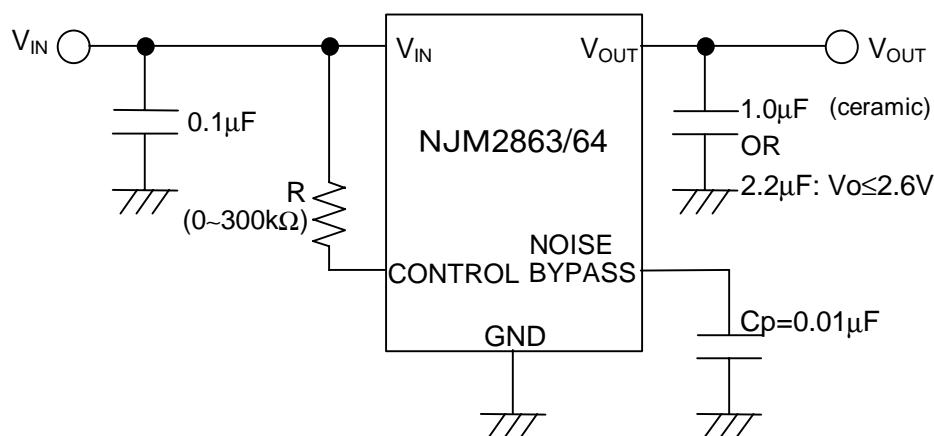 VIN
VIN
VOUT
VOUT
0.1μF
NJM2863/64
1.0μF (ceramic)
OR
2.2μF: Vo≤2.6V
R
(0~300kΩ)
CONTROL
NOISE
BYPASS
Cp=0.01μF
GND